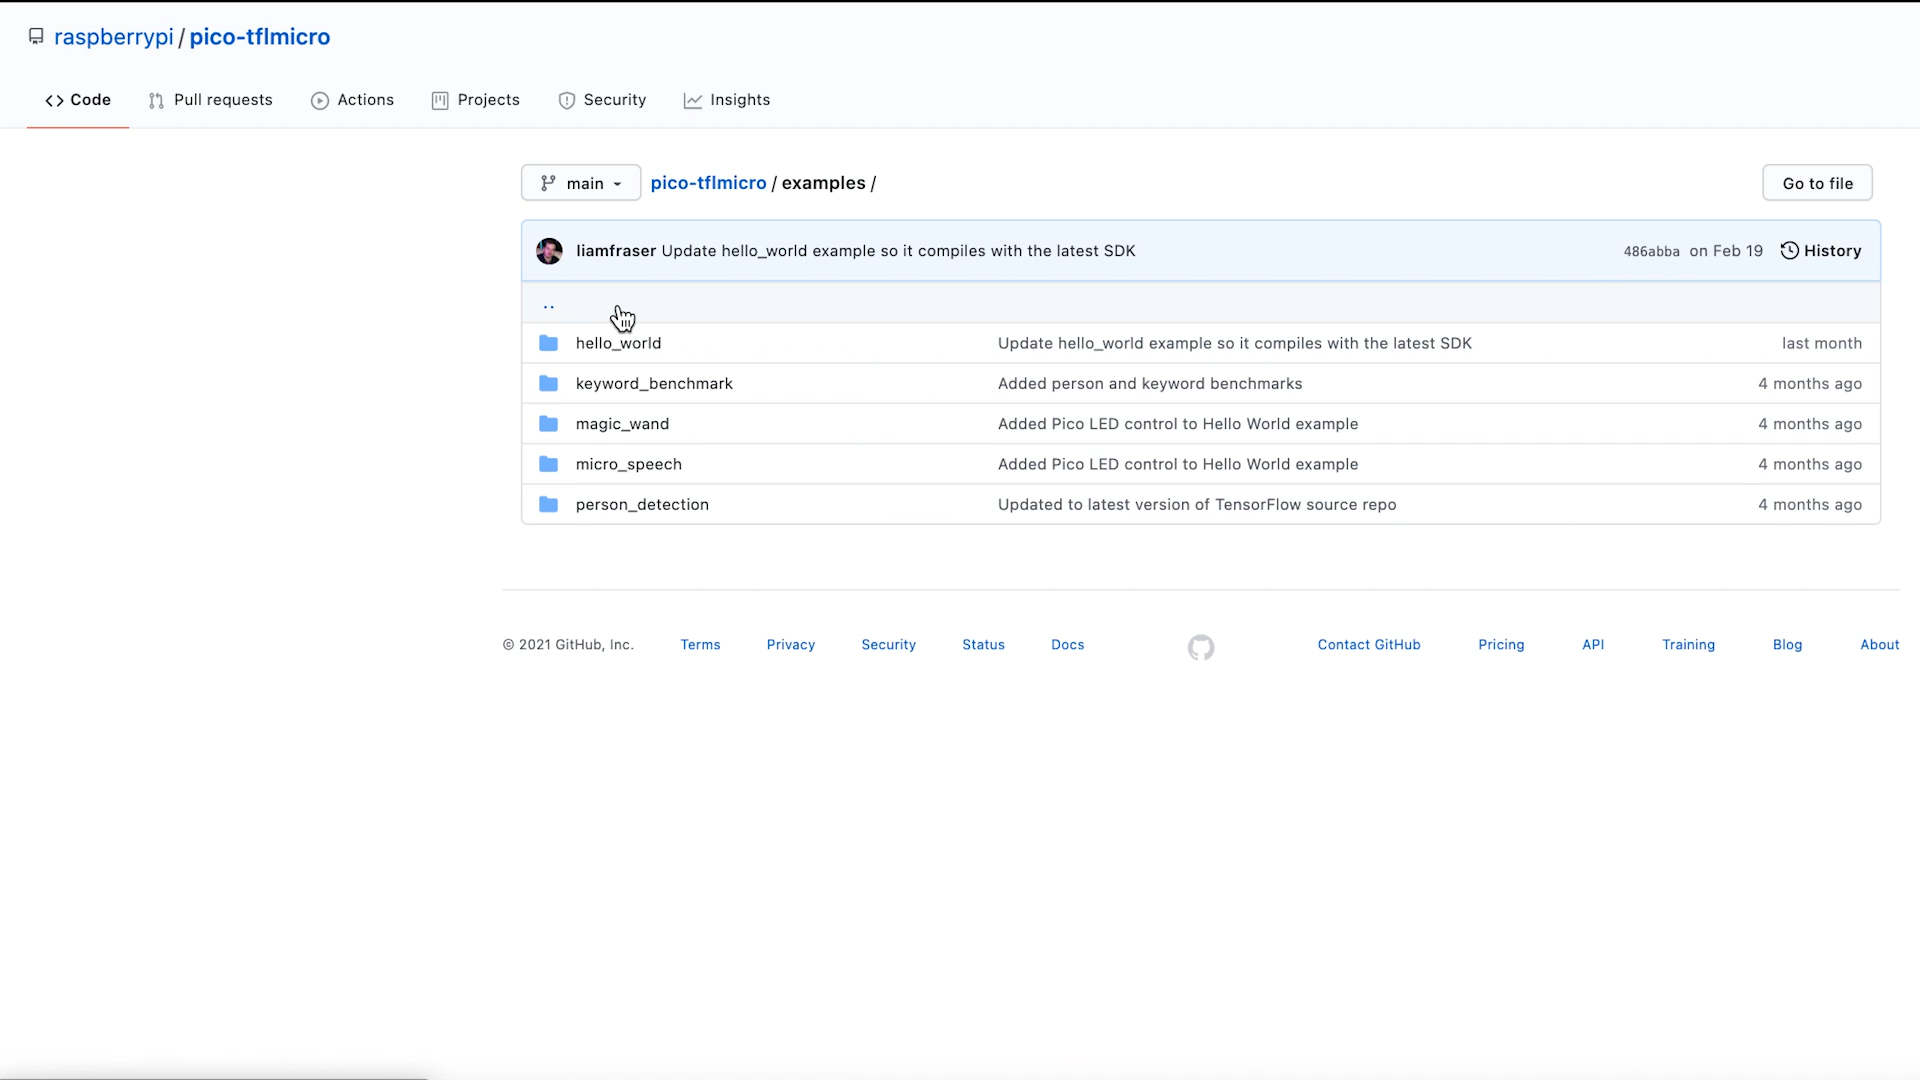 raspberrypi / pico-tflmicro
<> Code Pull requests Actions Projects Security Insights
main pico-tflmicro / examples / Go to file
liamfraser Update hello_world example so it compiles with the latest SDK 486abba on Feb 19 History
..
hello_world Update hello_world example so it compiles with the latest SDK last month
keyword_benchmark Added person and keyword benchmarks 4 months ago
magic_wand Added Pico LED control to Hello World example 4 months ago
micro_speech Added Pico LED control to Hello World example 4 months ago
person_detection Updated to latest version of TensorFlow source repo 4 months ago
© 2021 GitHub, Inc. Terms Privacy Security Status Docs Contact GitHub Pricing API Training Blog About